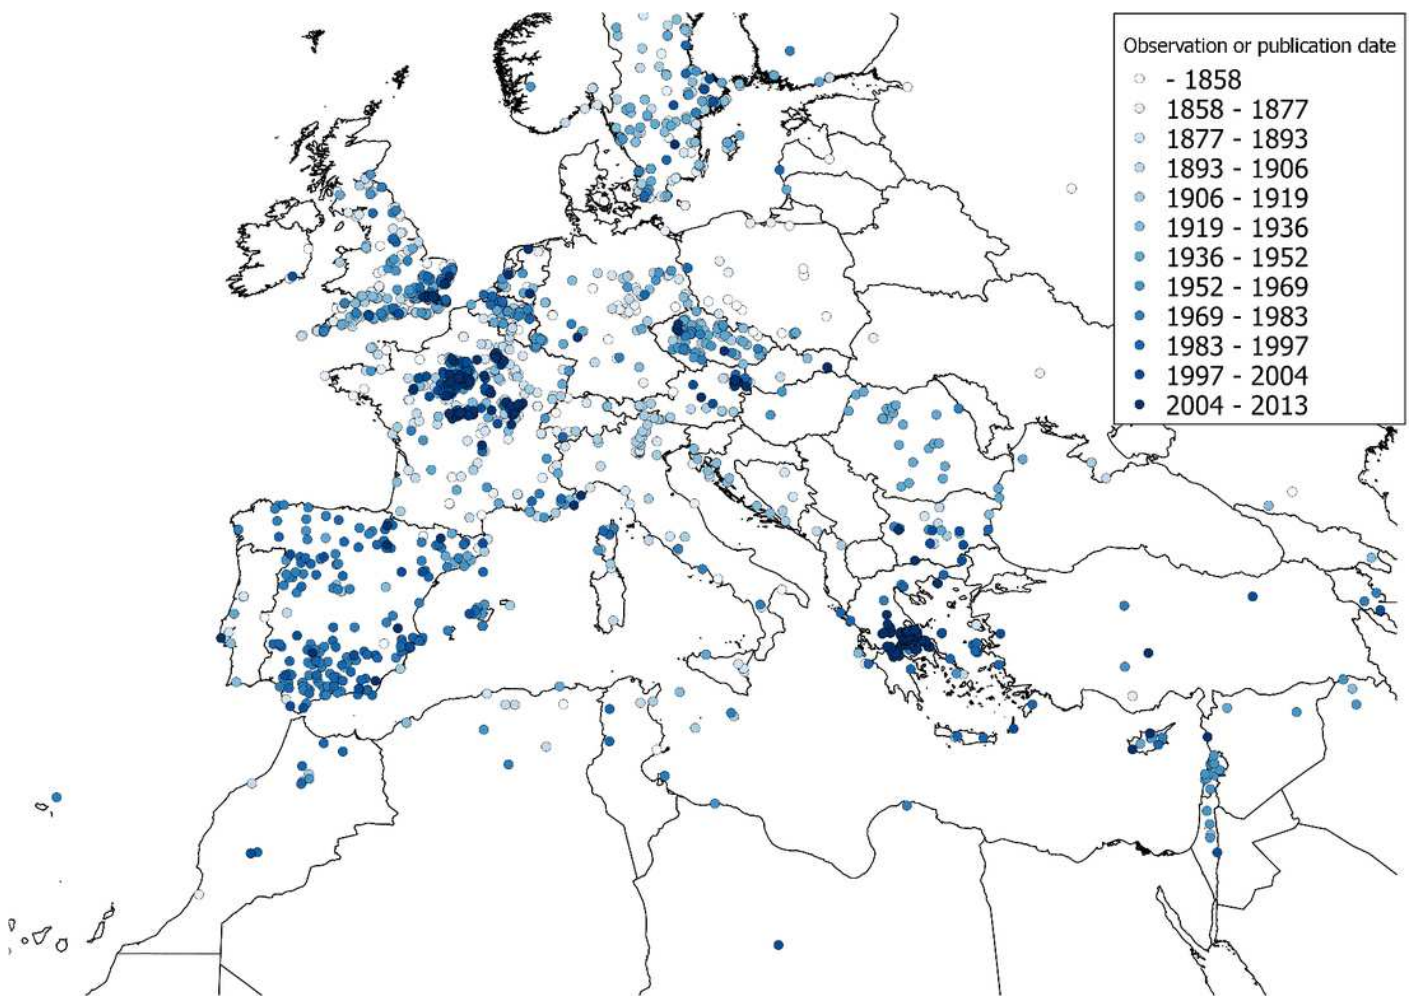 Observation or publication date
- 1858
1858 - 1877
1877 - 1893
1893 - 1906
1906 - 1919
1919 - 1936
1936 - 1952
1952 - 1969
1969 - 1983
1983 - 1997
1997 - 2004
2004 - 2013